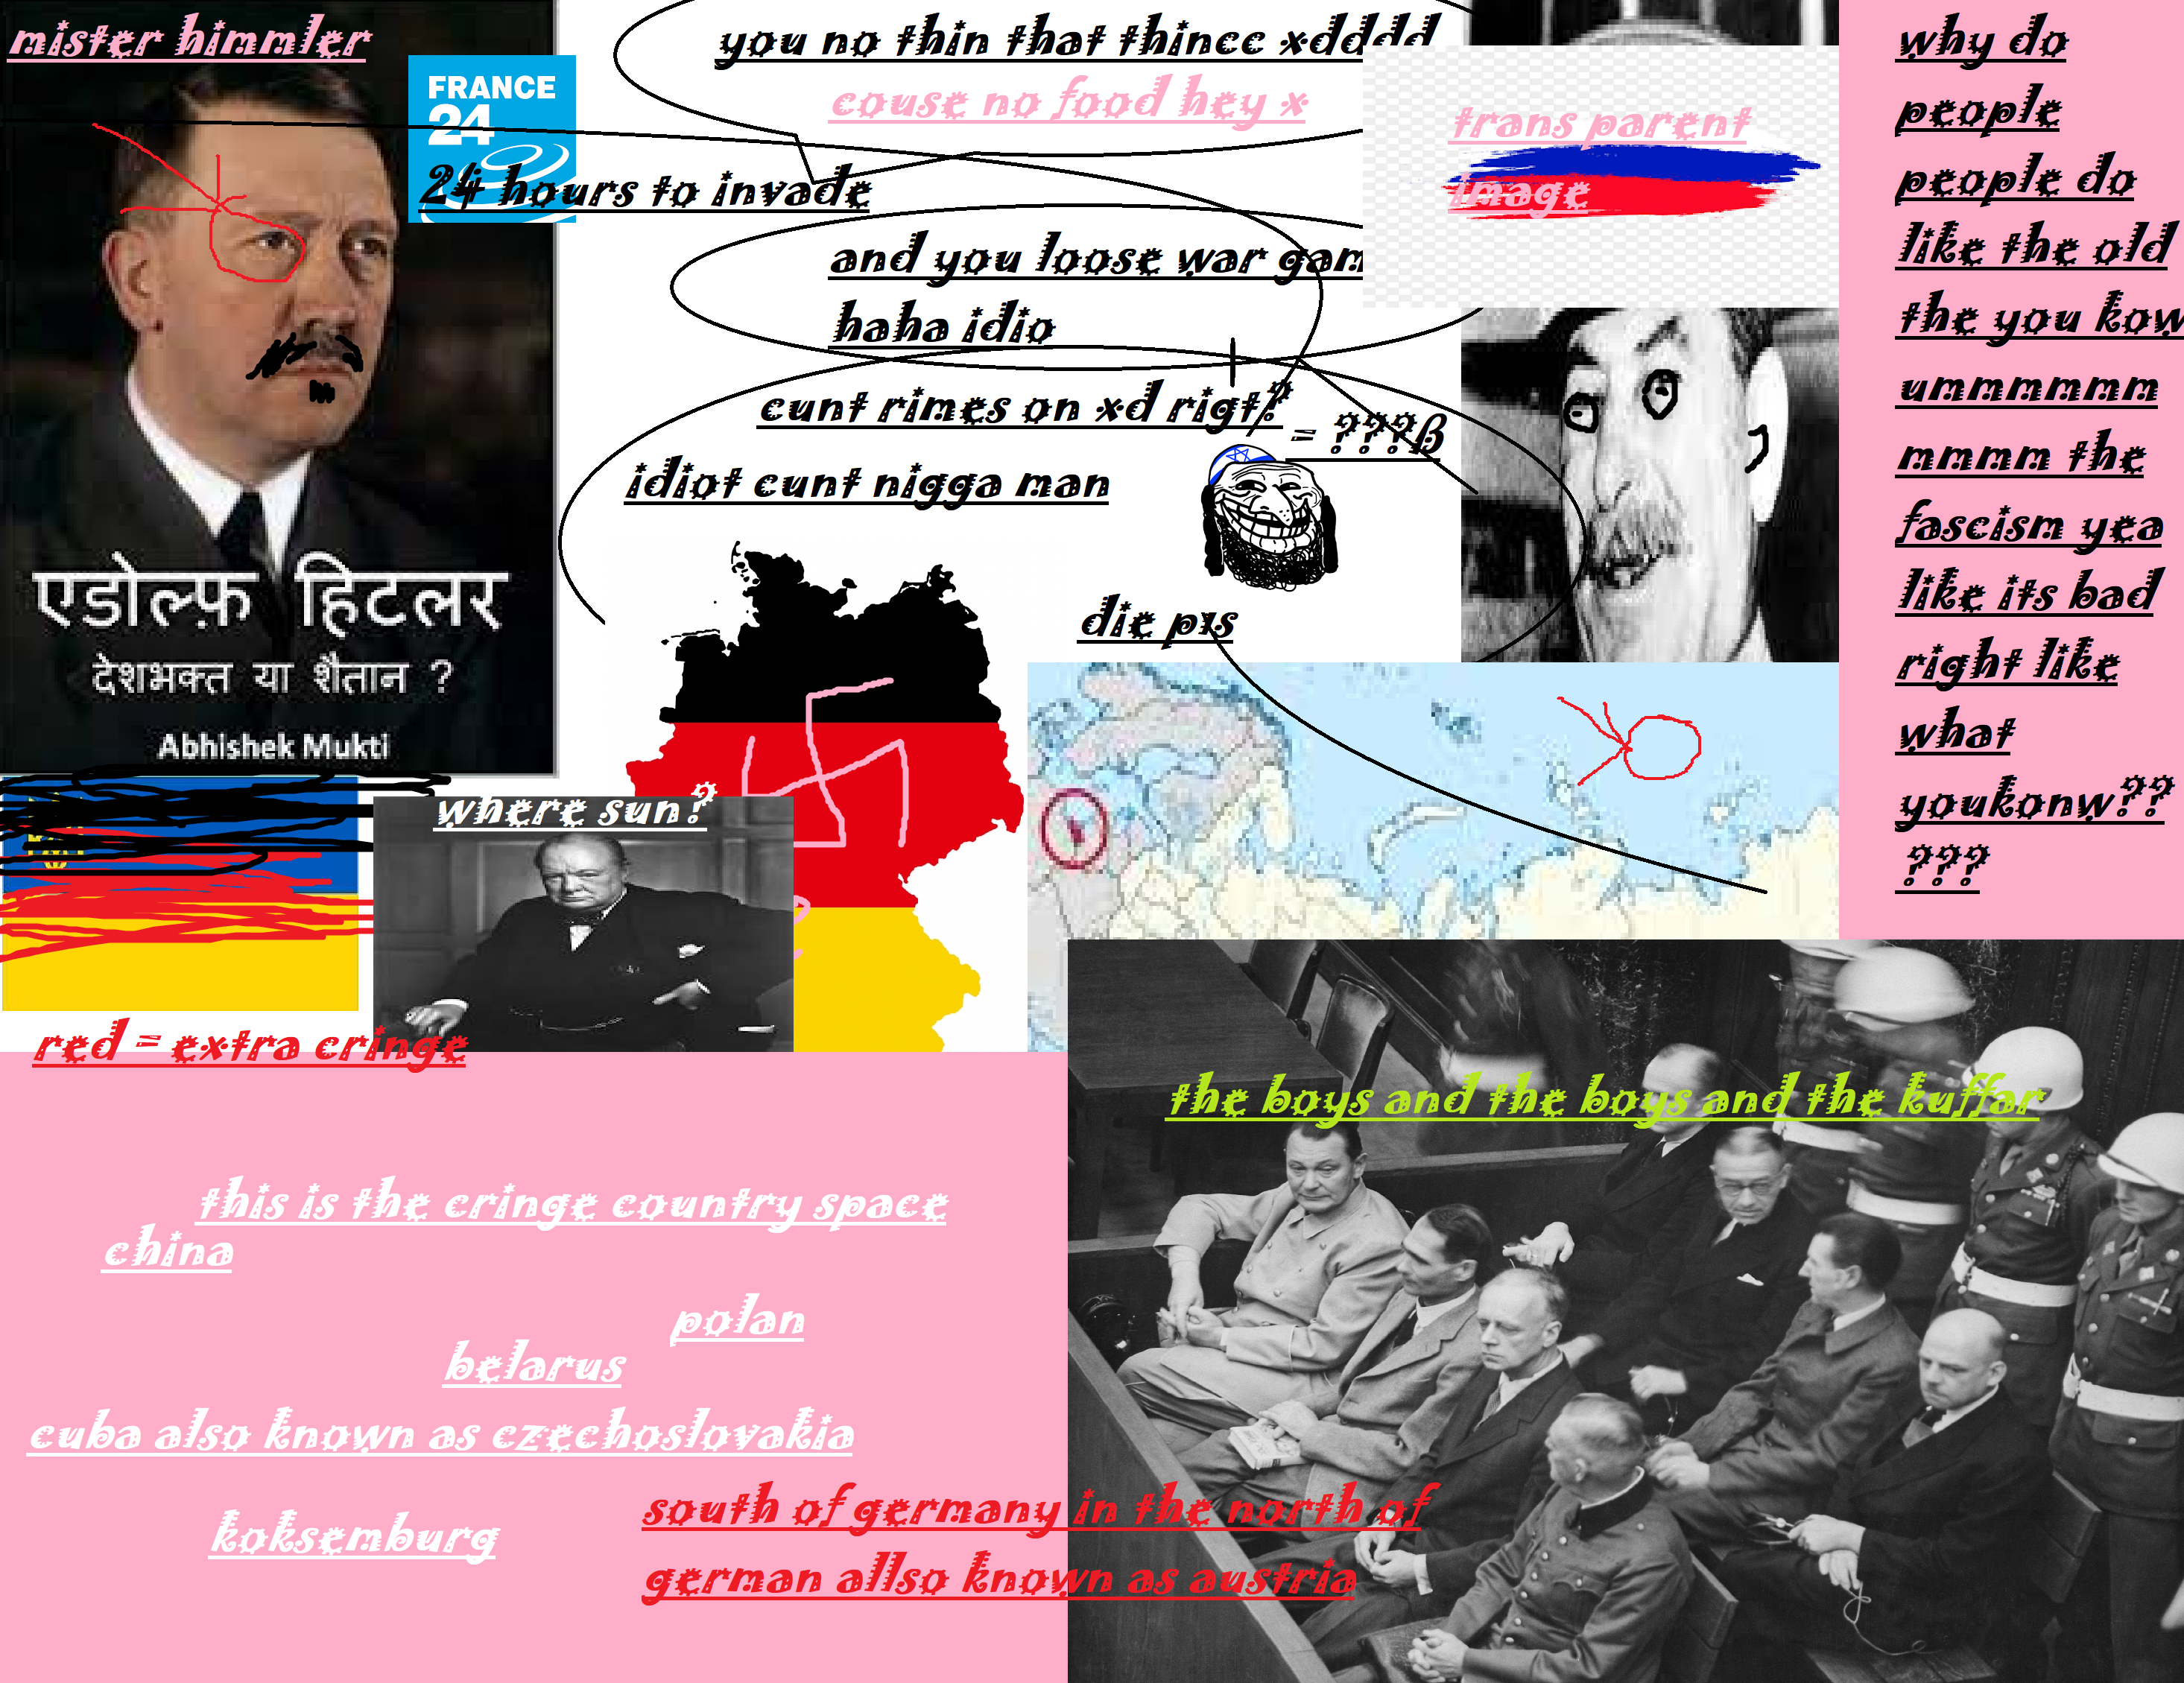 mister himmler
you no thin that thincc xdddd
couse no food hey x
FRANCE
24
24 hours to invade
trans parent
image
and you loose war gam
haha idio
cunt rimes on xd rigt?
= ???ß
idiot cunt nigga man
die pis
एडोल्फ़ हिटलर
देशभक्त या शैतान ?
Abhishek Mukti
where sun?
red = extra cringe
why do
people
people do
like the old
the you kow
ummmmmm
mmmm the
fascism yea
like its bad
right like
what
youkonw??
???
the boys and the boys and the kuffar
this is the cringe country space
china
polan
belarus
cuba also known as czechoslovakia
koksemburg
south of germany in the north of
german allso known as austria